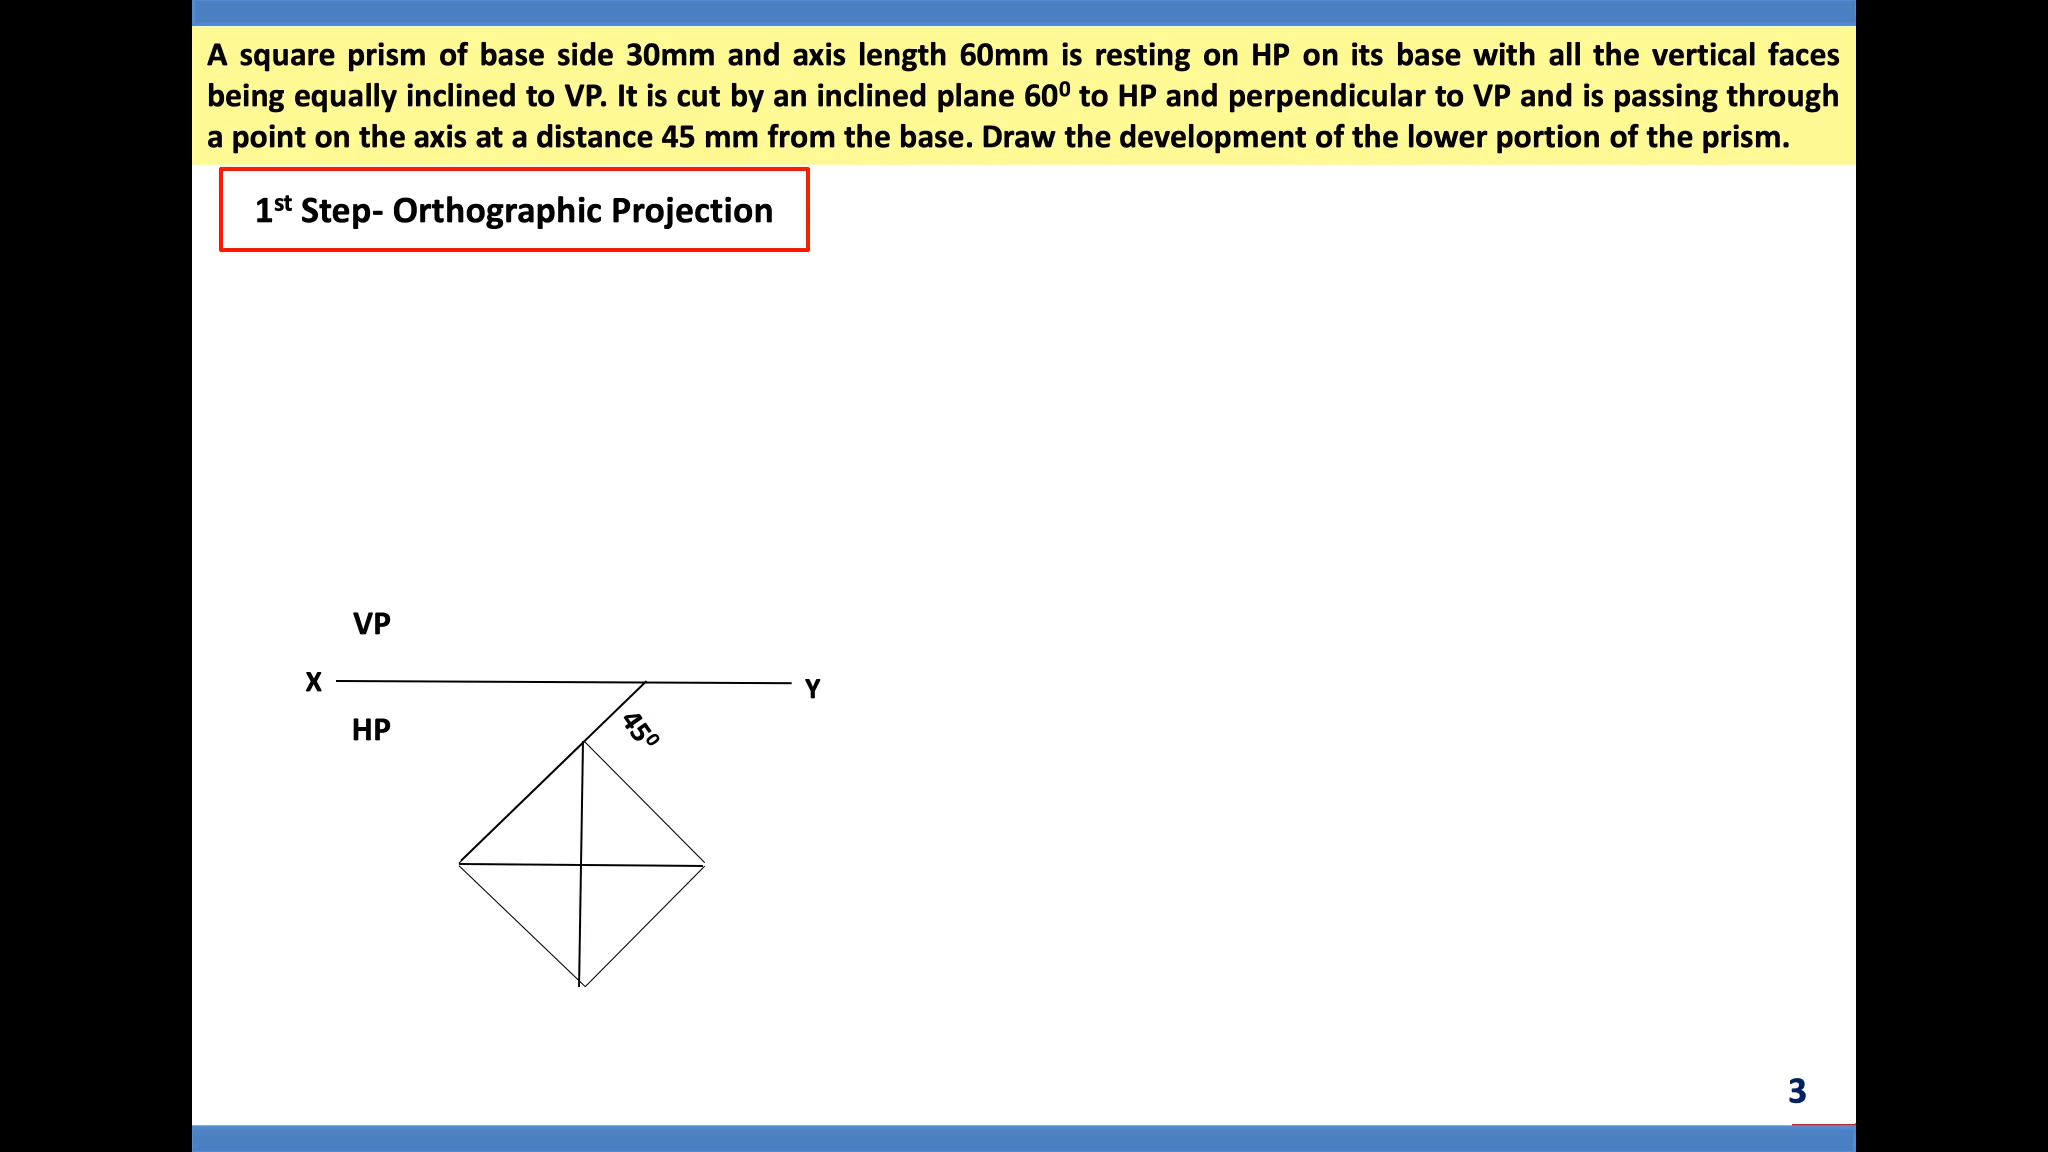 A square prism of base side 30mm and axis length 60mm is resting on HP on its base with all the vertical faces
being equally inclined to VP. It is cut by an inclined plane 60⁰ to HP and perpendicular to VP and is passing through
a point on the axis at a distance 45 mm from the base. Draw the development of the lower portion of the prism.
1st Step- Orthographic Projection
VP
X
Y
HP
45⁰
3